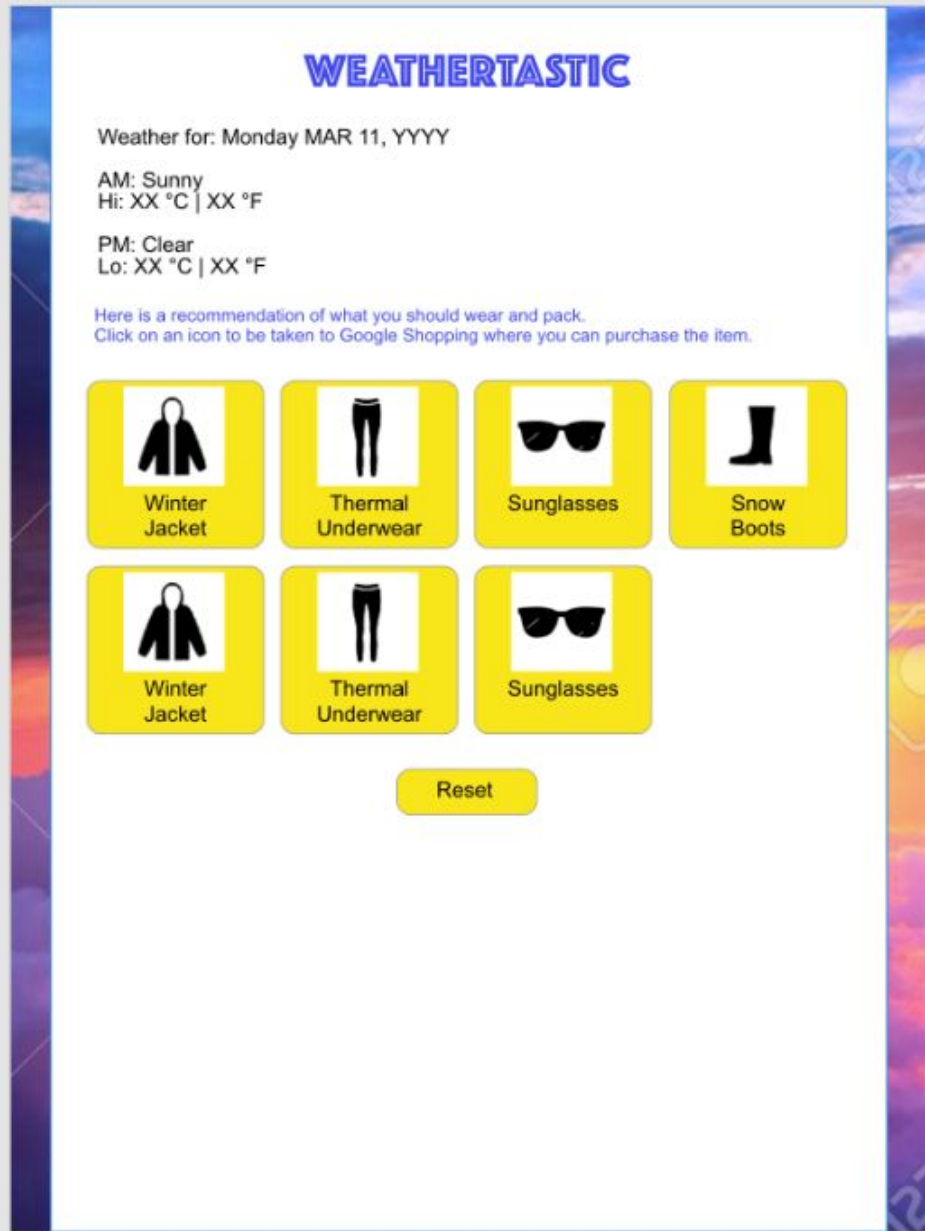 WEATHERTASTIC
Weather for: Monday MAR 11, YYYY
AM: Sunny
Hi: XX °C | XX °F
PM: Clear
Lo: XX °C | XX °F
Here is a recommendation of what you should wear and pack.
Click on an icon to be taken to Google Shopping where you can purchase the item.
Winter
Jacket
Thermal
Underwear
Sunglasses
Snow
Boots
Winter
Jacket
Thermal
Underwear
Sunglasses
Reset